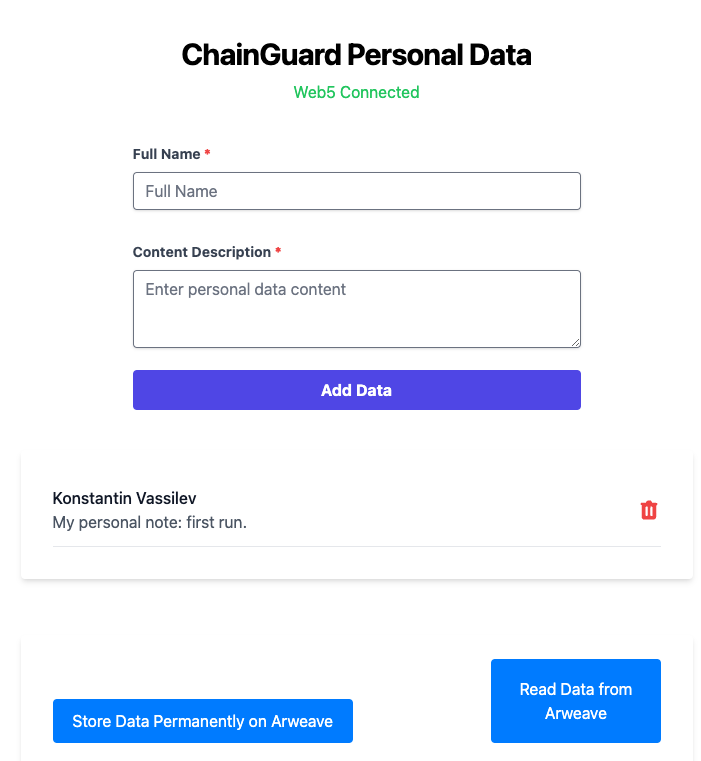 ChainGuard Personal Data
Web5 Connected
Full Name *
Full Name
Content Description *
Enter personal data content
Add Data
Konstantin Vassilev
My personal note: first run.
Store Data Permanently on Arweave
Read Data from
Arweave